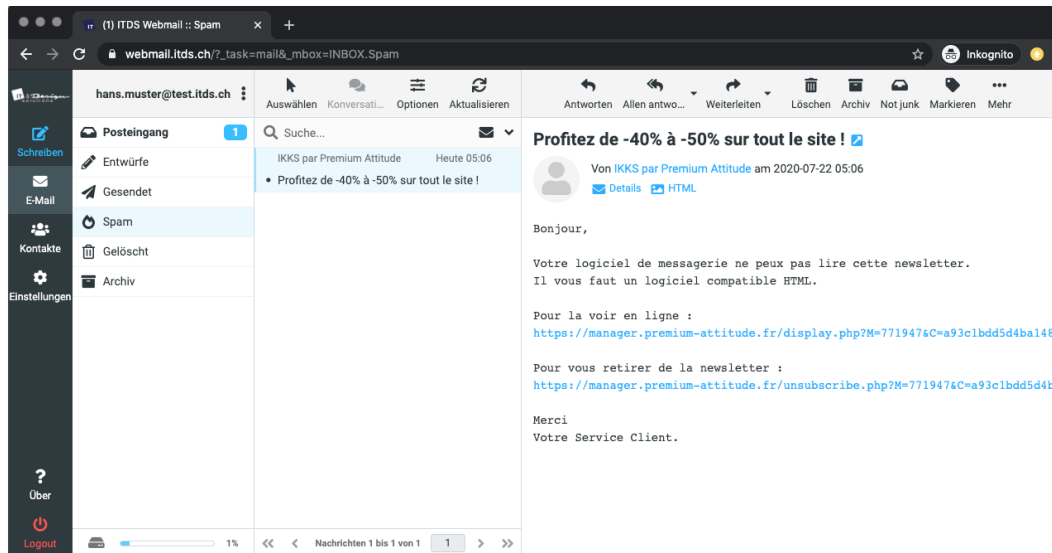 (1) ITDS Webmail :: Spam
webmail.itds.ch/?_task=mail&_mbox=INBOX.Spam
Inkognito
hans.muster@test.itds.ch
Auswählen Konversati... Optionen Aktualisieren
Antworten Allen antwo... Weiterleiten Löschen Archiv Not junk Markieren Mehr
Schreiben
E-Mail
Kontakte
Einstellungen
Über
Logout
Posteingang 1
Entwürfe
Gesendet
Spam
Gelöscht
Archiv
1%
Suche...
IKKS par Premium Attitude Heute 05:06
Profitez de -40% à -50% sur tout le site !
Nachrichten 1 bis 1 von 1 1
Profitez de -40% à -50% sur tout le site !
Von IKKS par Premium Attitude am 2020-07-22 05:06
Details HTML
Bonjour,
Votre logiciel de messagerie ne peux pas lire cette newsletter.
Il vous faut un logiciel compatible HTML.
Pour la voir en ligne :
https://manager.premium-attitude.fr/display.php?M=771947&C=a93c1bdd5d4ba148
Pour vous retirer de la newsletter :
https://manager.premium-attitude.fr/unsubscribe.php?M=771947&C=a93c1bdd5d4b
Merci
Votre Service Client.